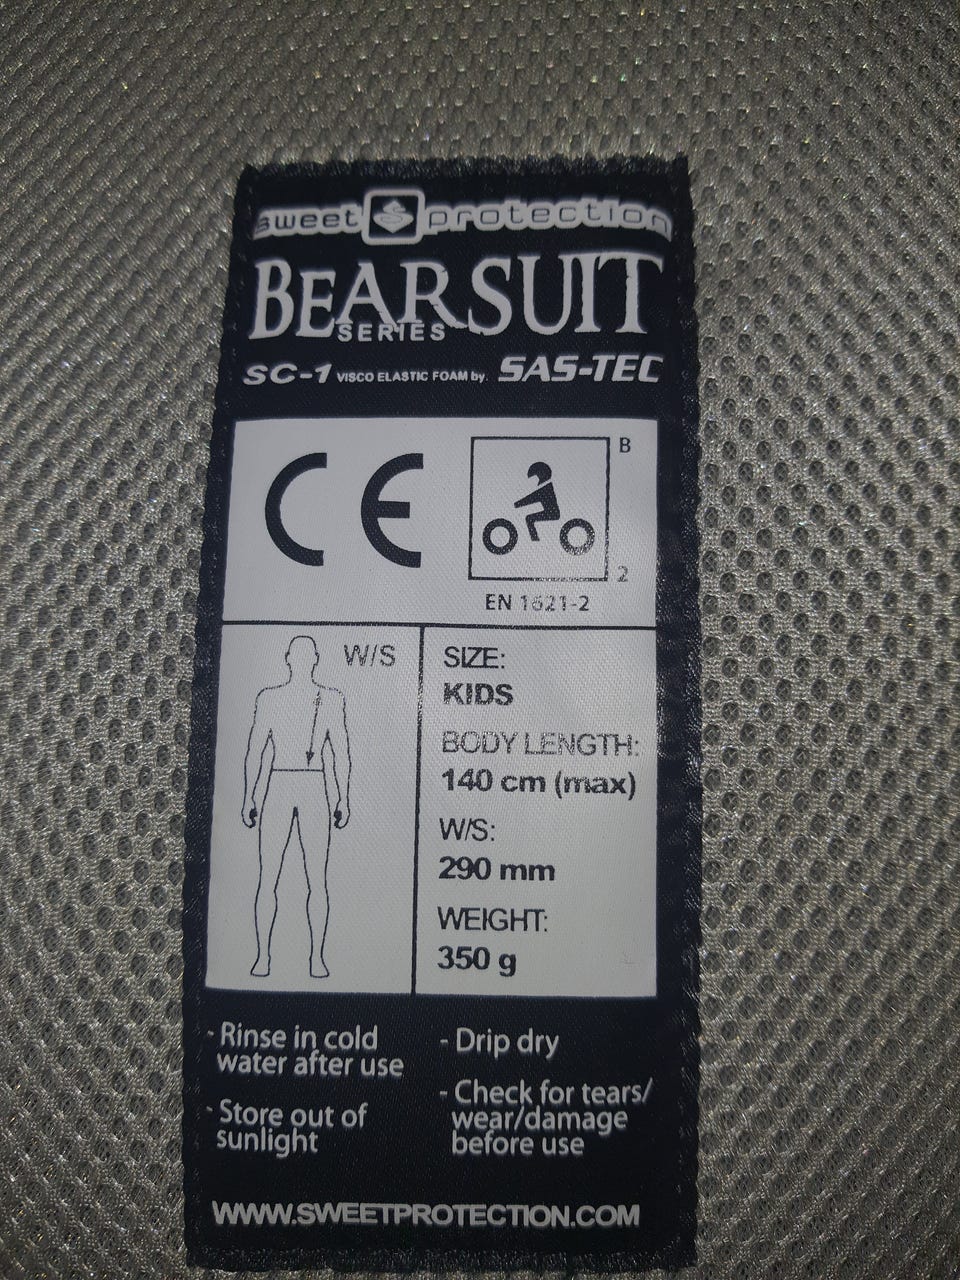 sweet protection
BEARSUIT
SERIES
SC-1 VISCO ELASTIC FOAM by. SAS-TEC
CE
B
2
EN 1621-2
W/S
SIZE:
KIDS
BODY LENGTH:
140 cm (max)
W/S:
290 mm
WEIGHT:
350 g
- Rinse in cold
water after use
- Store out of
sunlight
- Drip dry
- Check for tears/
wear/damage
before use
WWW.SWEETPROTECTION.COM